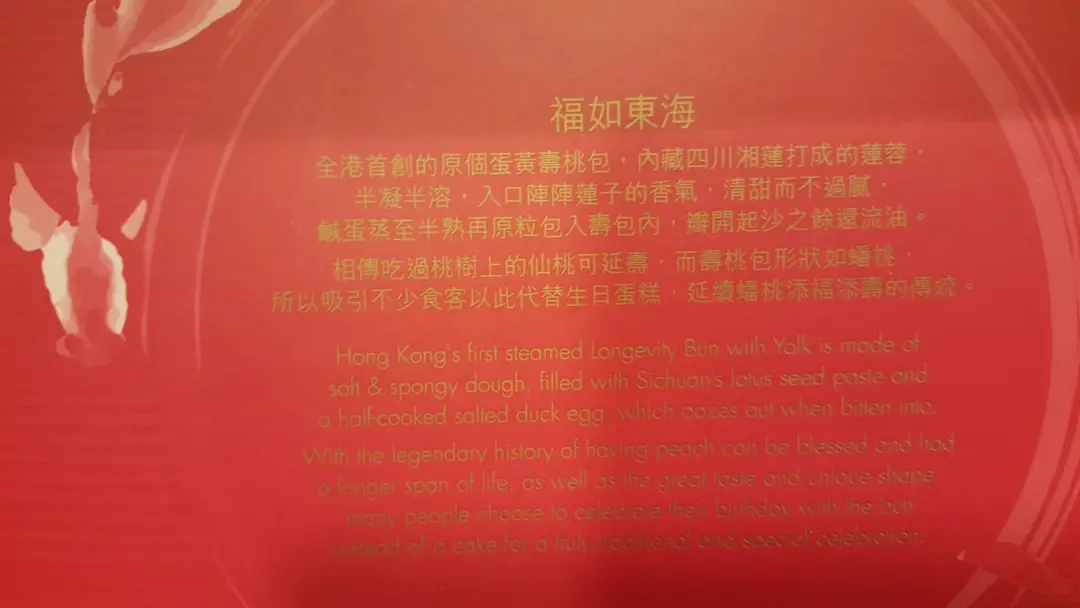 福如東海
全港首創的原個蛋黃壽桃包，內藏四川湘蓮打成的蓮蓉，
半凝半溶，入口陣陣蓮子的香氣，清甜而不過膩，
鹹蛋蒸至半熟再原粒包入壽包內，瓣開起沙之餘還流油。
相傳吃過桃樹上的仙桃可延壽，而壽桃包形狀如蟠桃，
所以吸引不少食客以此代替生日蛋糕，延續蟠桃添福添壽的傳統。
Hong Kong's first steamed Longevity Bun with Yolk is made of
soft & spongy dough, filled with Sichuan's lotus seed paste and
a half-cooked salted duck egg, which oozes out when bitten into.
With the legendary history of having peach can be blessed and had
a longer span of life, as well as the great taste and unique shape
many people choose to celebrate their birthday with the bun
instead of a cake for a truly traditional and special celebration.